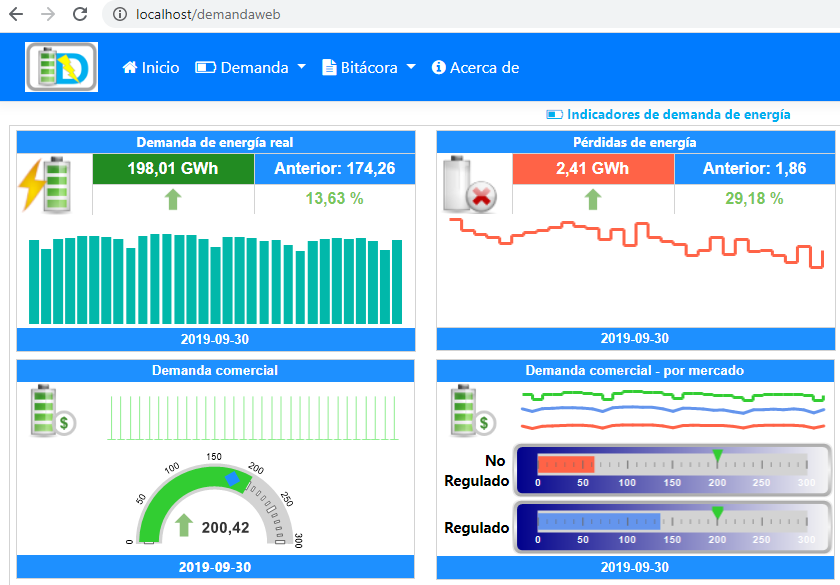 localhost/demandaweb
D Inicio Demanda Bitácora Acerca de
Indicadores de demanda de energía
Demanda de energía real
198,01 GWh Anterior: 174,26
13,63 %
2019-09-30
Pérdidas de energía
2,41 GWh Anterior: 1,86
29,18 %
2019-09-30
Demanda comercial
$
0 50 100 150 200 250 300
200,42
2019-09-30
Demanda comercial - por mercado
$
No
Regulado
0 50 100 150 200 250 300
Regulado
0 50 100 150 200 250 300
2019-09-30